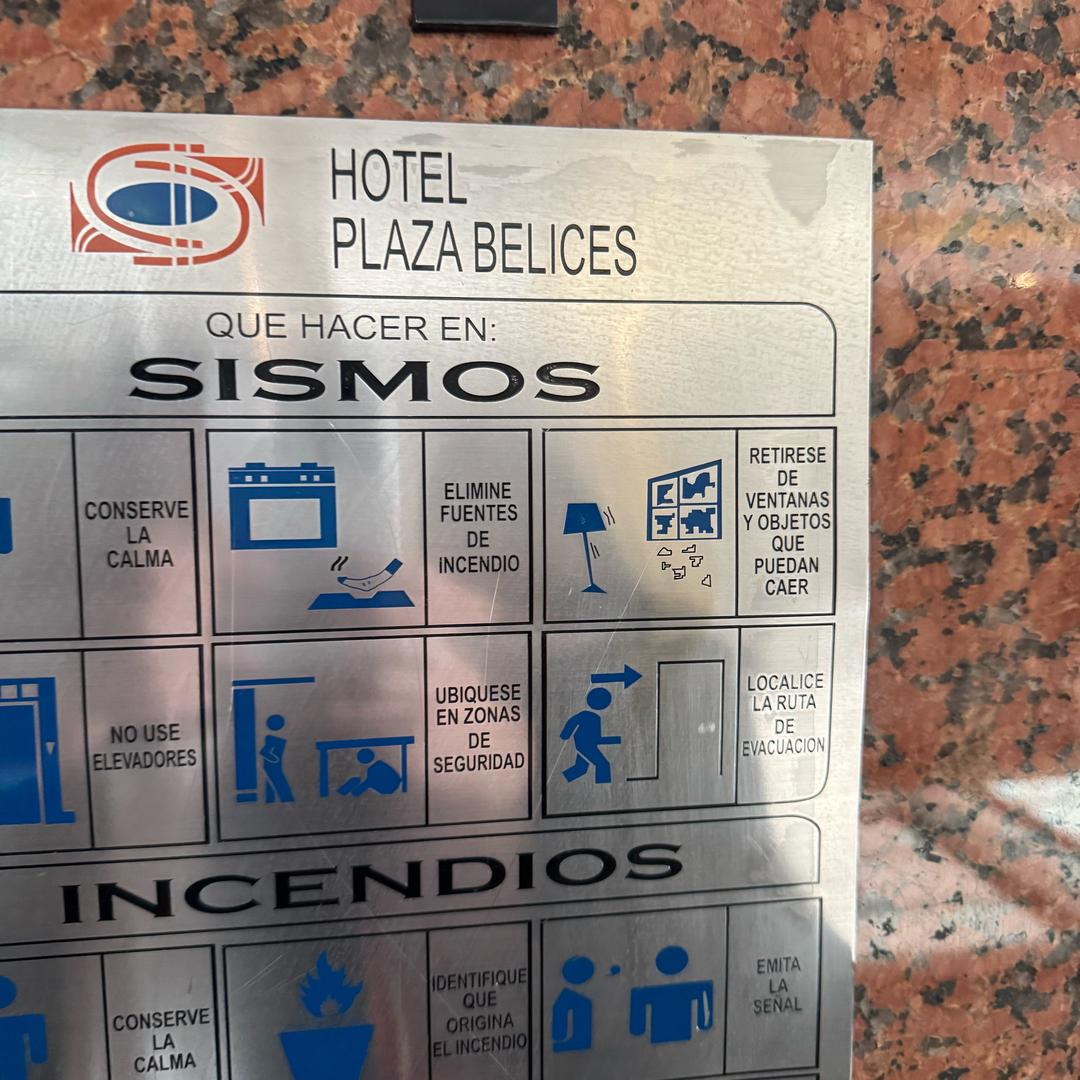 HOTEL
PLAZA BELICES
QUE HACER EN:
SISMOS
CONSERVE
LA
CALMA
ELIMINE
FUENTES
DE
INCENDIO
RETIRESE
DE
VENTANAS
Y OBJETOS
QUE
PUEDAN
CAER
NO USE
ELEVADORES
UBIQUESE
EN ZONAS
DE
SEGURIDAD
LOCALICE
LA RUTA
DE
EVACUACION
INCENDIOS
CONSERVE
LA
CALMA
IDENTIFIQUE
QUE
ORIGINA
EL INCENDIO
EMITA
LA
SEÑAL